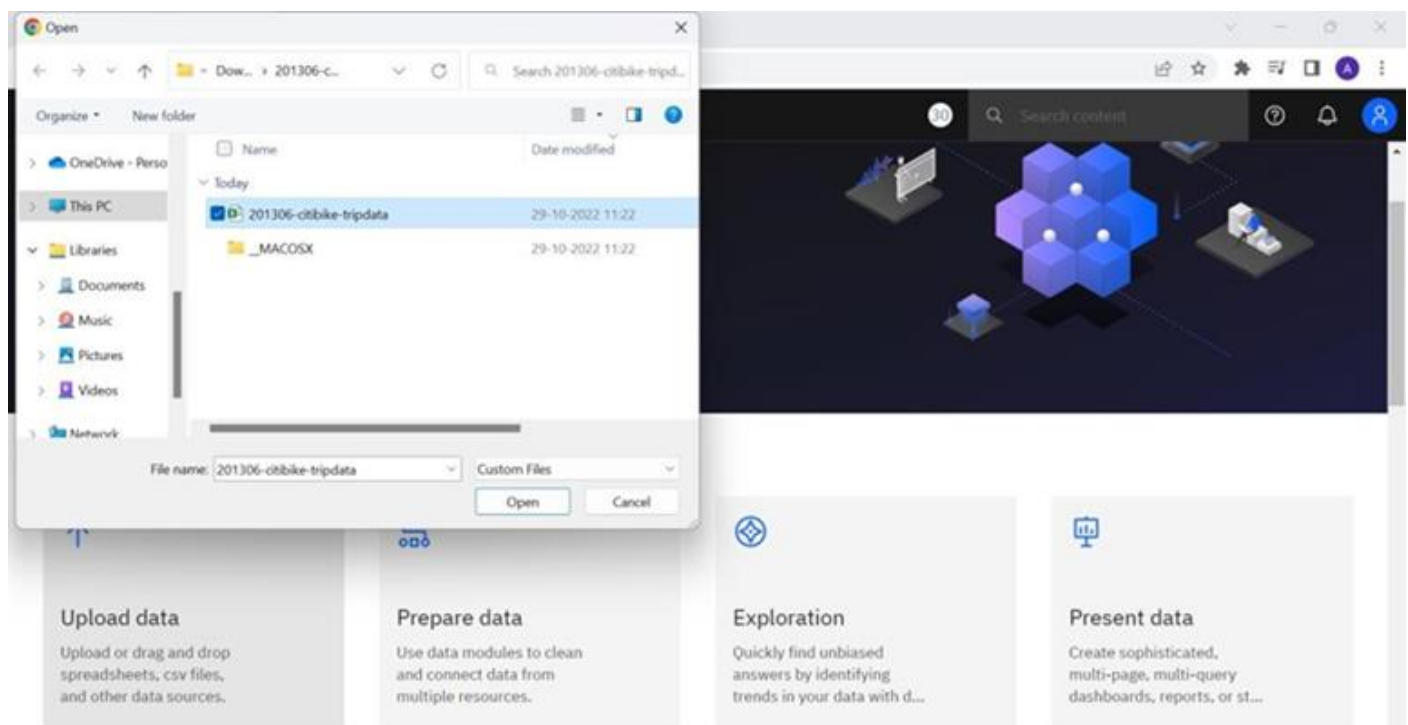 Open
Dow... › 201306-c...
Search 201306-citibike-tripd...
Organize
New folder
30
Search content
A
Name
Date modified
OneDrive - Perso
Today
This PC
201306-citibike-tripdata
29-10-2022 11:22
Libraries
__MACOSX
29-10-2022 11:22
Documents
Music
Pictures
Videos
Network
File name: 201306-citibike-tripdata
Custom Files
Open
Cancel
Upload data
Upload or drag and drop
spreadsheets, csv files,
and other data sources.
Prepare data
Use data modules to clean
and connect data from
multiple resources.
Exploration
Quickly find unbiased
answers by identifying
trends in your data with d...
Present data
Create sophisticated,
multi-page, multi-query
dashboards, reports, or st...